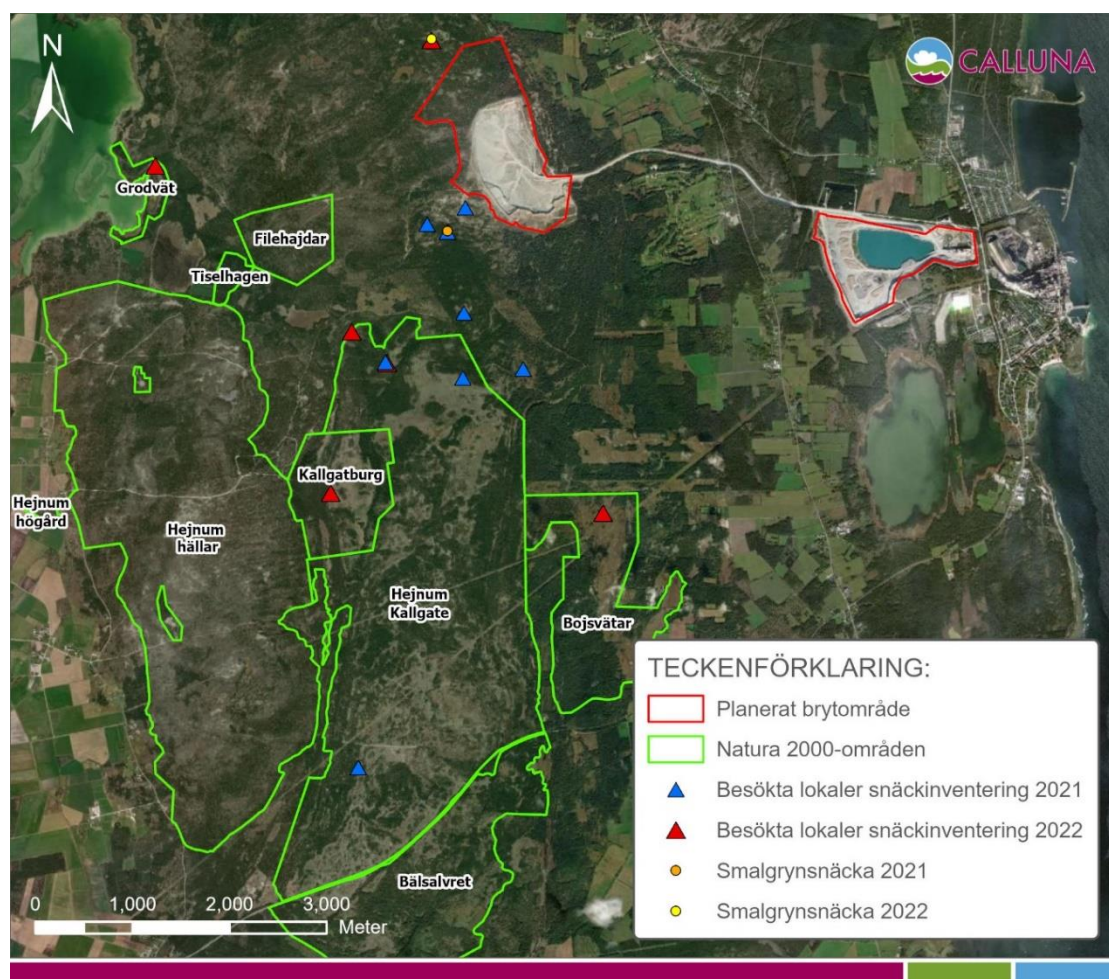 N
CALLUNA
Grodvät
Filehajdar
Tiselhagen
Kallgatburg
Hejnum
högård
Hejnum
hällar
Hejnum
Kallgate
Bojsvätar
Bälsalvret
TECKENFÖRKLARING:
Planerat brytområde
Natura 2000-områden
Besökta lokaler snäckinventering 2021
Besökta lokaler snäckinventering 2022
Smalgrynsnäcka 2021
Smalgrynsnäcka 2022
0 1,000 2,000 3,000
Meter